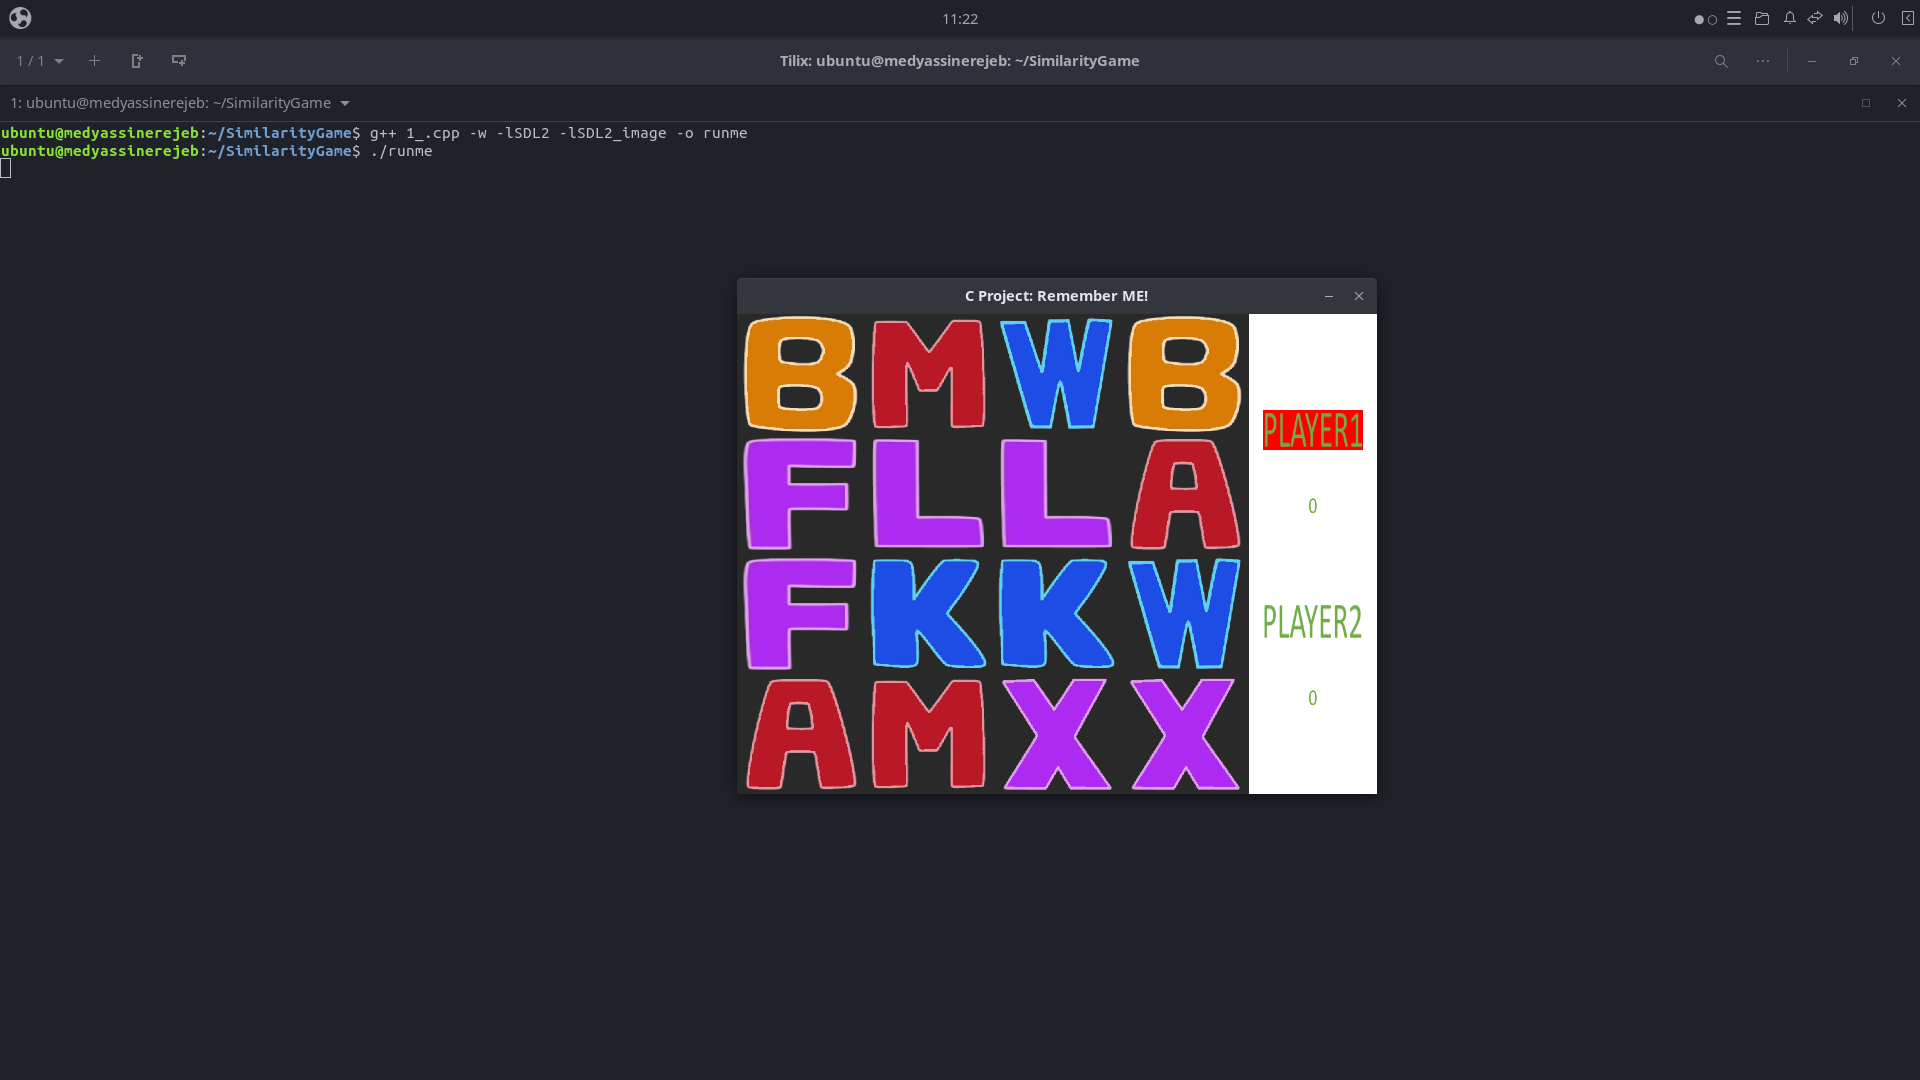 11:22
1 / 1
Tilix: ubuntu@medyassinerejeb: ~/SimilarityGame
1: ubuntu@medyassinerejeb: ~/SimilarityGame
ubuntu@medyassinerejeb:~/SimilarityGame$ g++ 1_.cpp -w -lSDL2 -lSDL2_image -o runme
ubuntu@medyassinerejeb:~/SimilarityGame$ ./runme
C Project: Remember ME!
B M W B
F L L A
F K K W
A M X X
PLAYER1
0
PLAYER2
0